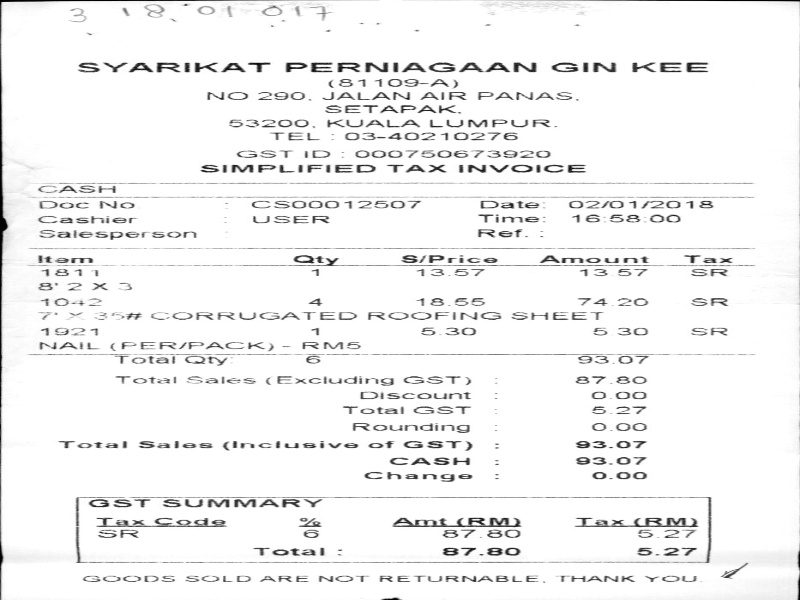 3 18.01 017
SYARIKAT PERNIAGAAN GIN KEE
(81109-A)
NO 290, JALAN AIR PANAS,
SETAPAK,
53200, KUALA LUMPUR.
TEL : 03-40210276
GST ID : 000750673920
SIMPLIFIED TAX INVOICE
CASH
Doc No : CS00012507 Date: 02/01/2018
Cashier : USER Time: 16:58:00
Salesperson : Ref. :
Item Qty S/Price Amount Tax
1811 1 13.57 13.57 SR
8' 2 X 3
1042 4 18.55 74.20 SR
7' X 35# CORRUGATED ROOFING SHEET
1921 1 5.30 5.30 SR
NAIL (PER/PACK) - RM5
Total Qty: 6 93.07
Total Sales (Excluding GST) : 87.80
Discount : 0.00
Total GST : 5.27
Rounding : 0.00
Total Sales (Inclusive of GST) : 93.07
CASH : 93.07
Change : 0.00
GST SUMMARY
Tax Code % Amt (RM) Tax (RM)
SR 6 87.80 5.27
Total : 87.80 5.27
GOODS SOLD ARE NOT RETURNABLE, THANK YOU.